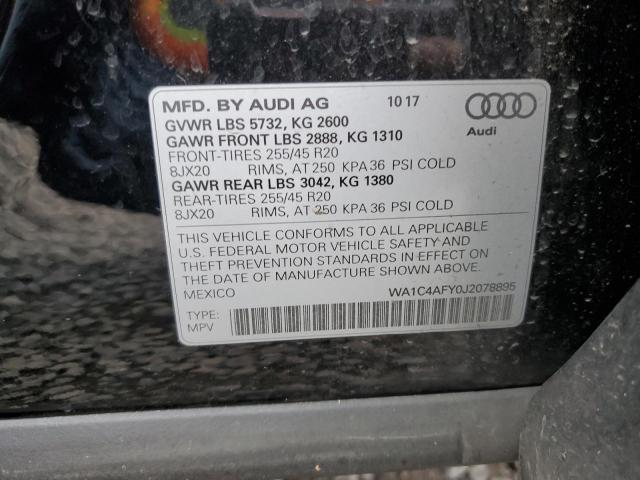 MFD. BY AUDI AG 10 17
GVWR LBS 5732, KG 2600
GAWR FRONT LBS 2888, KG 1310
FRONT-TIRES 255/45 R20
8JX20 RIMS, AT 250 KPA 36 PSI COLD
GAWR REAR LBS 3042, KG 1380
REAR-TIRES 255/45 R20
8JX20 RIMS, AT 250 KPA 36 PSI COLD
Audi
THIS VEHICLE CONFORMS TO ALL APPLICABLE
U.S. FEDERAL MOTOR VEHICLE SAFETY AND
THEFT PREVENTION STANDARDS IN EFFECT ON
THE DATE OF MANUFACTURE SHOWN ABOVE.
MEXICO WA1C4AFY0J2078895
TYPE:
MPV